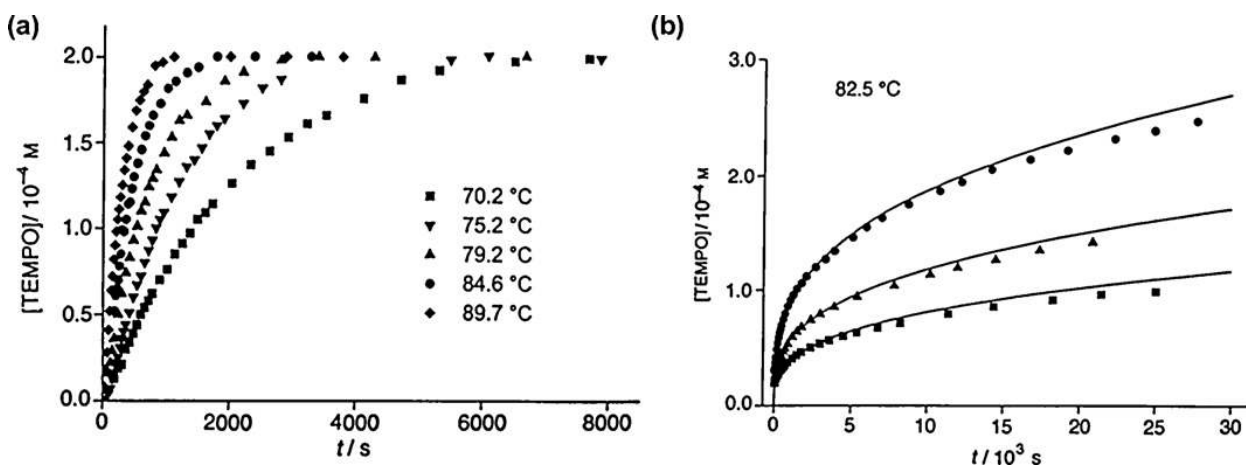 (a)
[TEMPO]/ 10⁻⁴ M
2.0
1.5
1.0
0.5
0.0
70.2 °C
75.2 °C
79.2 °C
84.6 °C
89.7 °C
0 2000 4000 6000 8000
t / s
(b)
[TEMPO]/10⁻⁴ M
3.0
2.0
1.0
0.0
82.5 °C
0 5 10 15 20 25 30
t / 10³ s